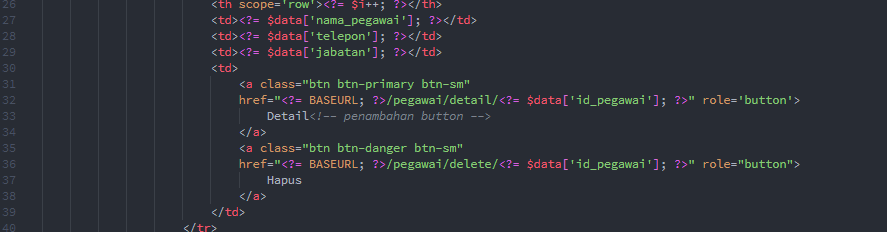 26 <th scope='row'><?= $i++; ?></th>
27 <td><?= $data['nama_pegawai']; ?></td>
28 <td><?= $data['telepon']; ?></td>
29 <td><?= $data['jabatan']; ?></td>
30 <td>
31 <a class="btn btn-primary btn-sm"
32 href="<?= BASEURL; ?>/pegawai/detail/<?= $data['id_pegawai']; ?>" role='button'>
33 Detail<!-- penambahan button -->
34 </a>
35 <a class="btn btn-danger btn-sm"
36 href="<?= BASEURL; ?>/pegawai/delete/<?= $data['id_pegawai']; ?>" role="button">
37 Hapus
38 </a>
39 </td>
40 </tr>